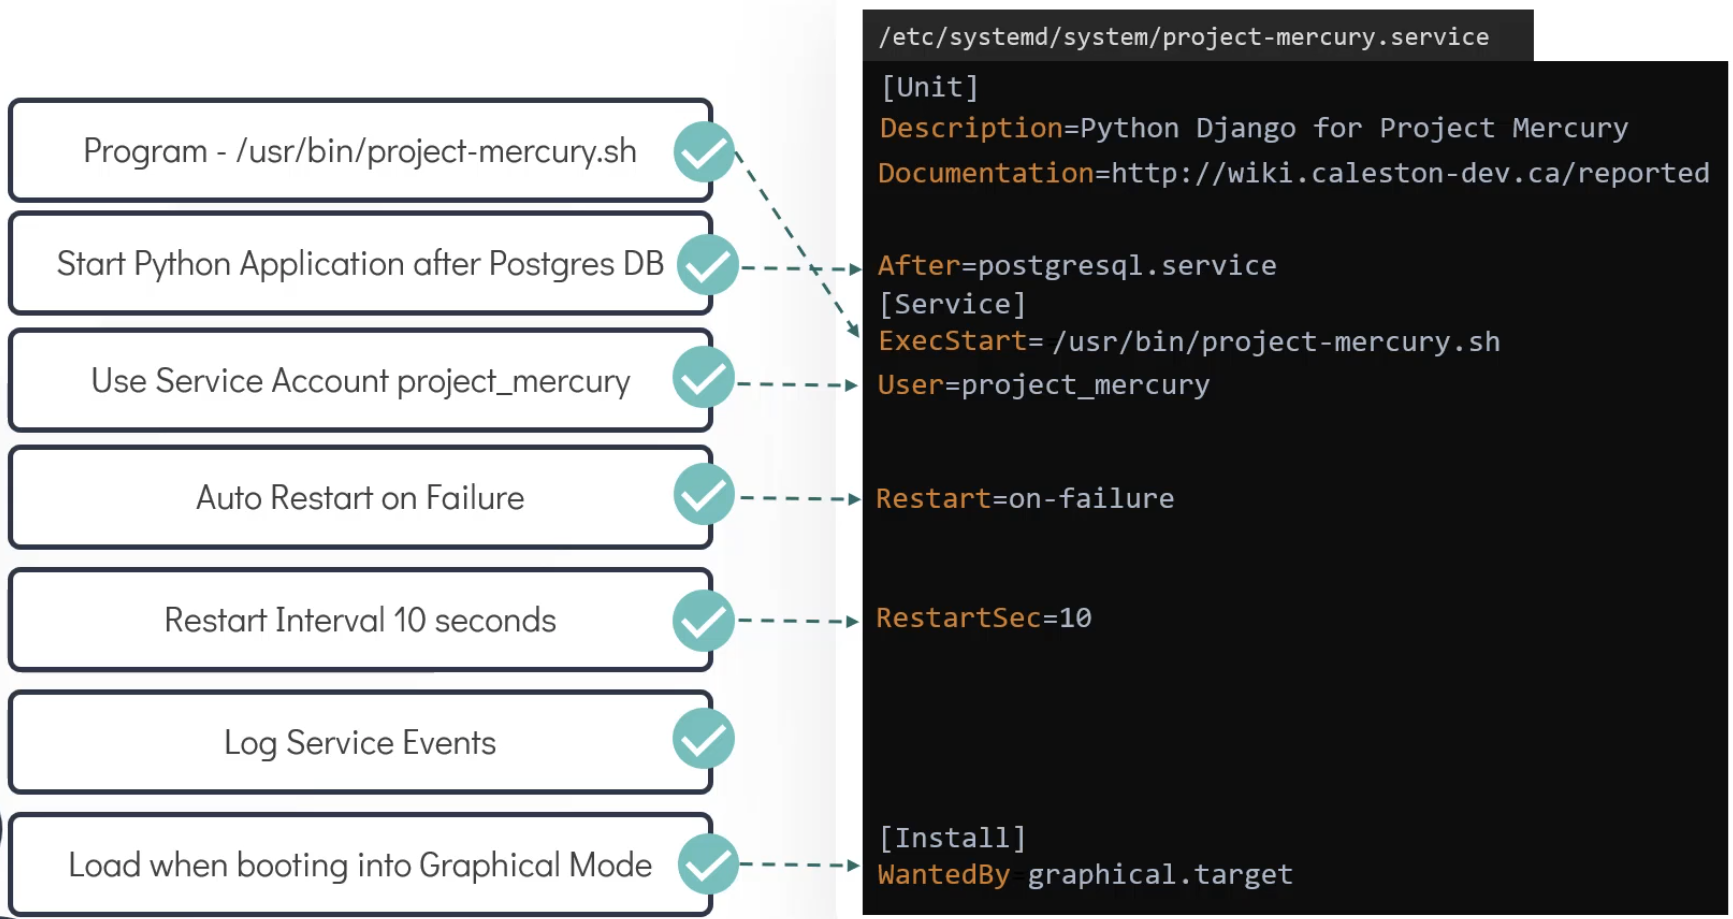 Program - /usr/bin/project-mercury.sh
Start Python Application after Postgres DB
Use Service Account project_mercury
Auto Restart on Failure
Restart Interval 10 seconds
Log Service Events
Load when booting into Graphical Mode
/etc/systemd/system/project-mercury.service
[Unit]
Description=Python Django for Project Mercury
Documentation=http://wiki.caleston-dev.ca/reported
After=postgresql.service
[Service]
ExecStart= /usr/bin/project-mercury.sh
User=project_mercury
Restart=on-failure
RestartSec=10
[Install]
WantedBy=graphical.target